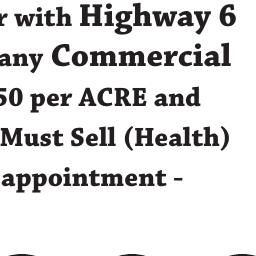 r with Highway 6
any Commercial
50 per ACRE and
Must Sell (Health)
appointment -